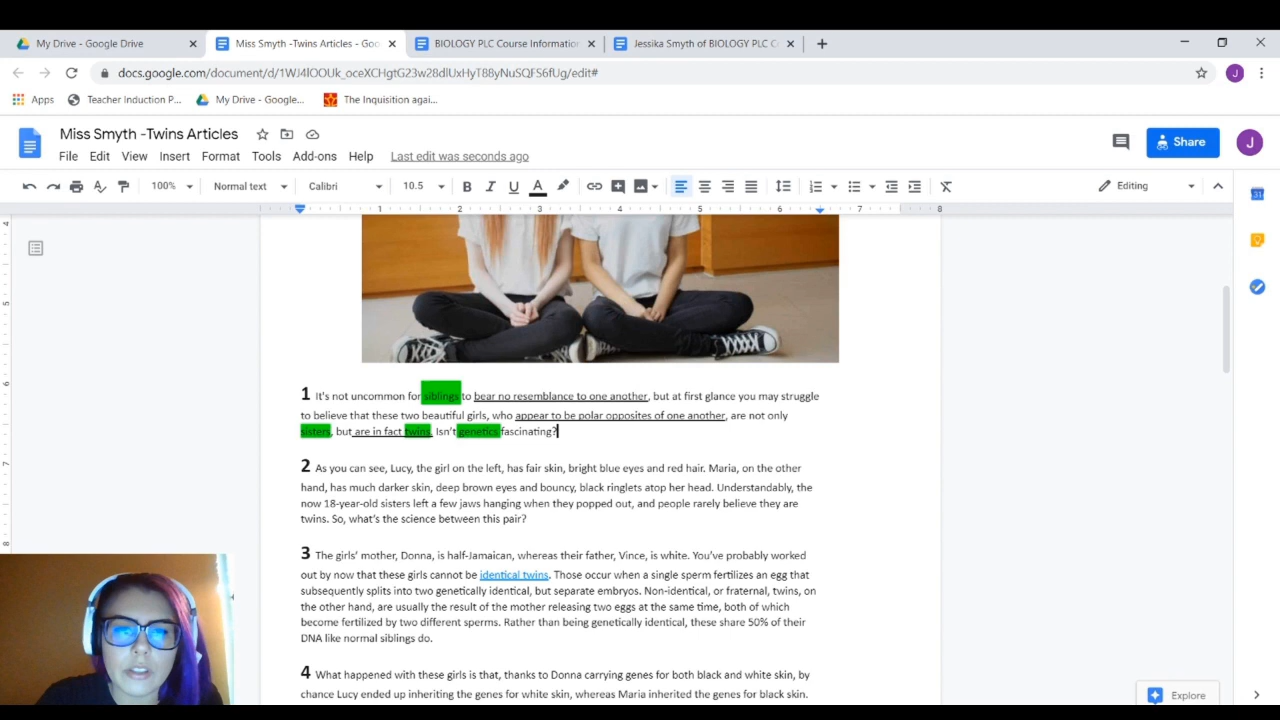 My Drive - Google Drive
Miss Smyth -Twins Articles - Goo
BIOLOGY PLC Course Information
Jessika Smyth of BIOLOGY PLC C
docs.google.com/document/d/1WJ4lOOUk_oceXCHgtG23w28dlUxHyT88yNuSQFS6fUg/edit#
J
Apps
Teacher Induction P...
My Drive - Google...
The Inquisition agai...
Miss Smyth -Twins Articles
Share
J
File Edit View Insert Format Tools Add-ons Help Last edit was seconds ago
100% Normal text Calibri 10.5 B I U A Editing
1 2 3 4 5 6 7 8
4
5
6
7
8
31
1 It's not uncommon for siblings to bear no resemblance to one another, but at first glance you may struggle
to believe that these two beautiful girls, who appear to be polar opposites of one another, are not only
sisters, but are in fact twins. Isn't genetics fascinating?
2 As you can see, Lucy, the girl on the left, has fair skin, bright blue eyes and red hair. Maria, on the other
hand, has much darker skin, deep brown eyes and bouncy, black ringlets atop her head. Understandably, the
now 18-year-old sisters left a few jaws hanging when they popped out, and people rarely believe they are
twins. So, what's the science between this pair?
3 The girls' mother, Donna, is half-Jamaican, whereas their father, Vince, is white. You've probably worked
out by now that these girls cannot be identical twins. Those occur when a single sperm fertilizes an egg that
subsequently splits into two genetically identical, but separate embryos. Non-identical, or fraternal, twins, on
the other hand, are usually the result of the mother releasing two eggs at the same time, both of which
become fertilized by two different sperms. Rather than being genetically identical, these share 50% of their
DNA like normal siblings do.
4 What happened with these girls is that, thanks to Donna carrying genes for both black and white skin, by
chance Lucy ended up inheriting the genes for white skin, whereas Maria inherited the genes for black skin.
Explore